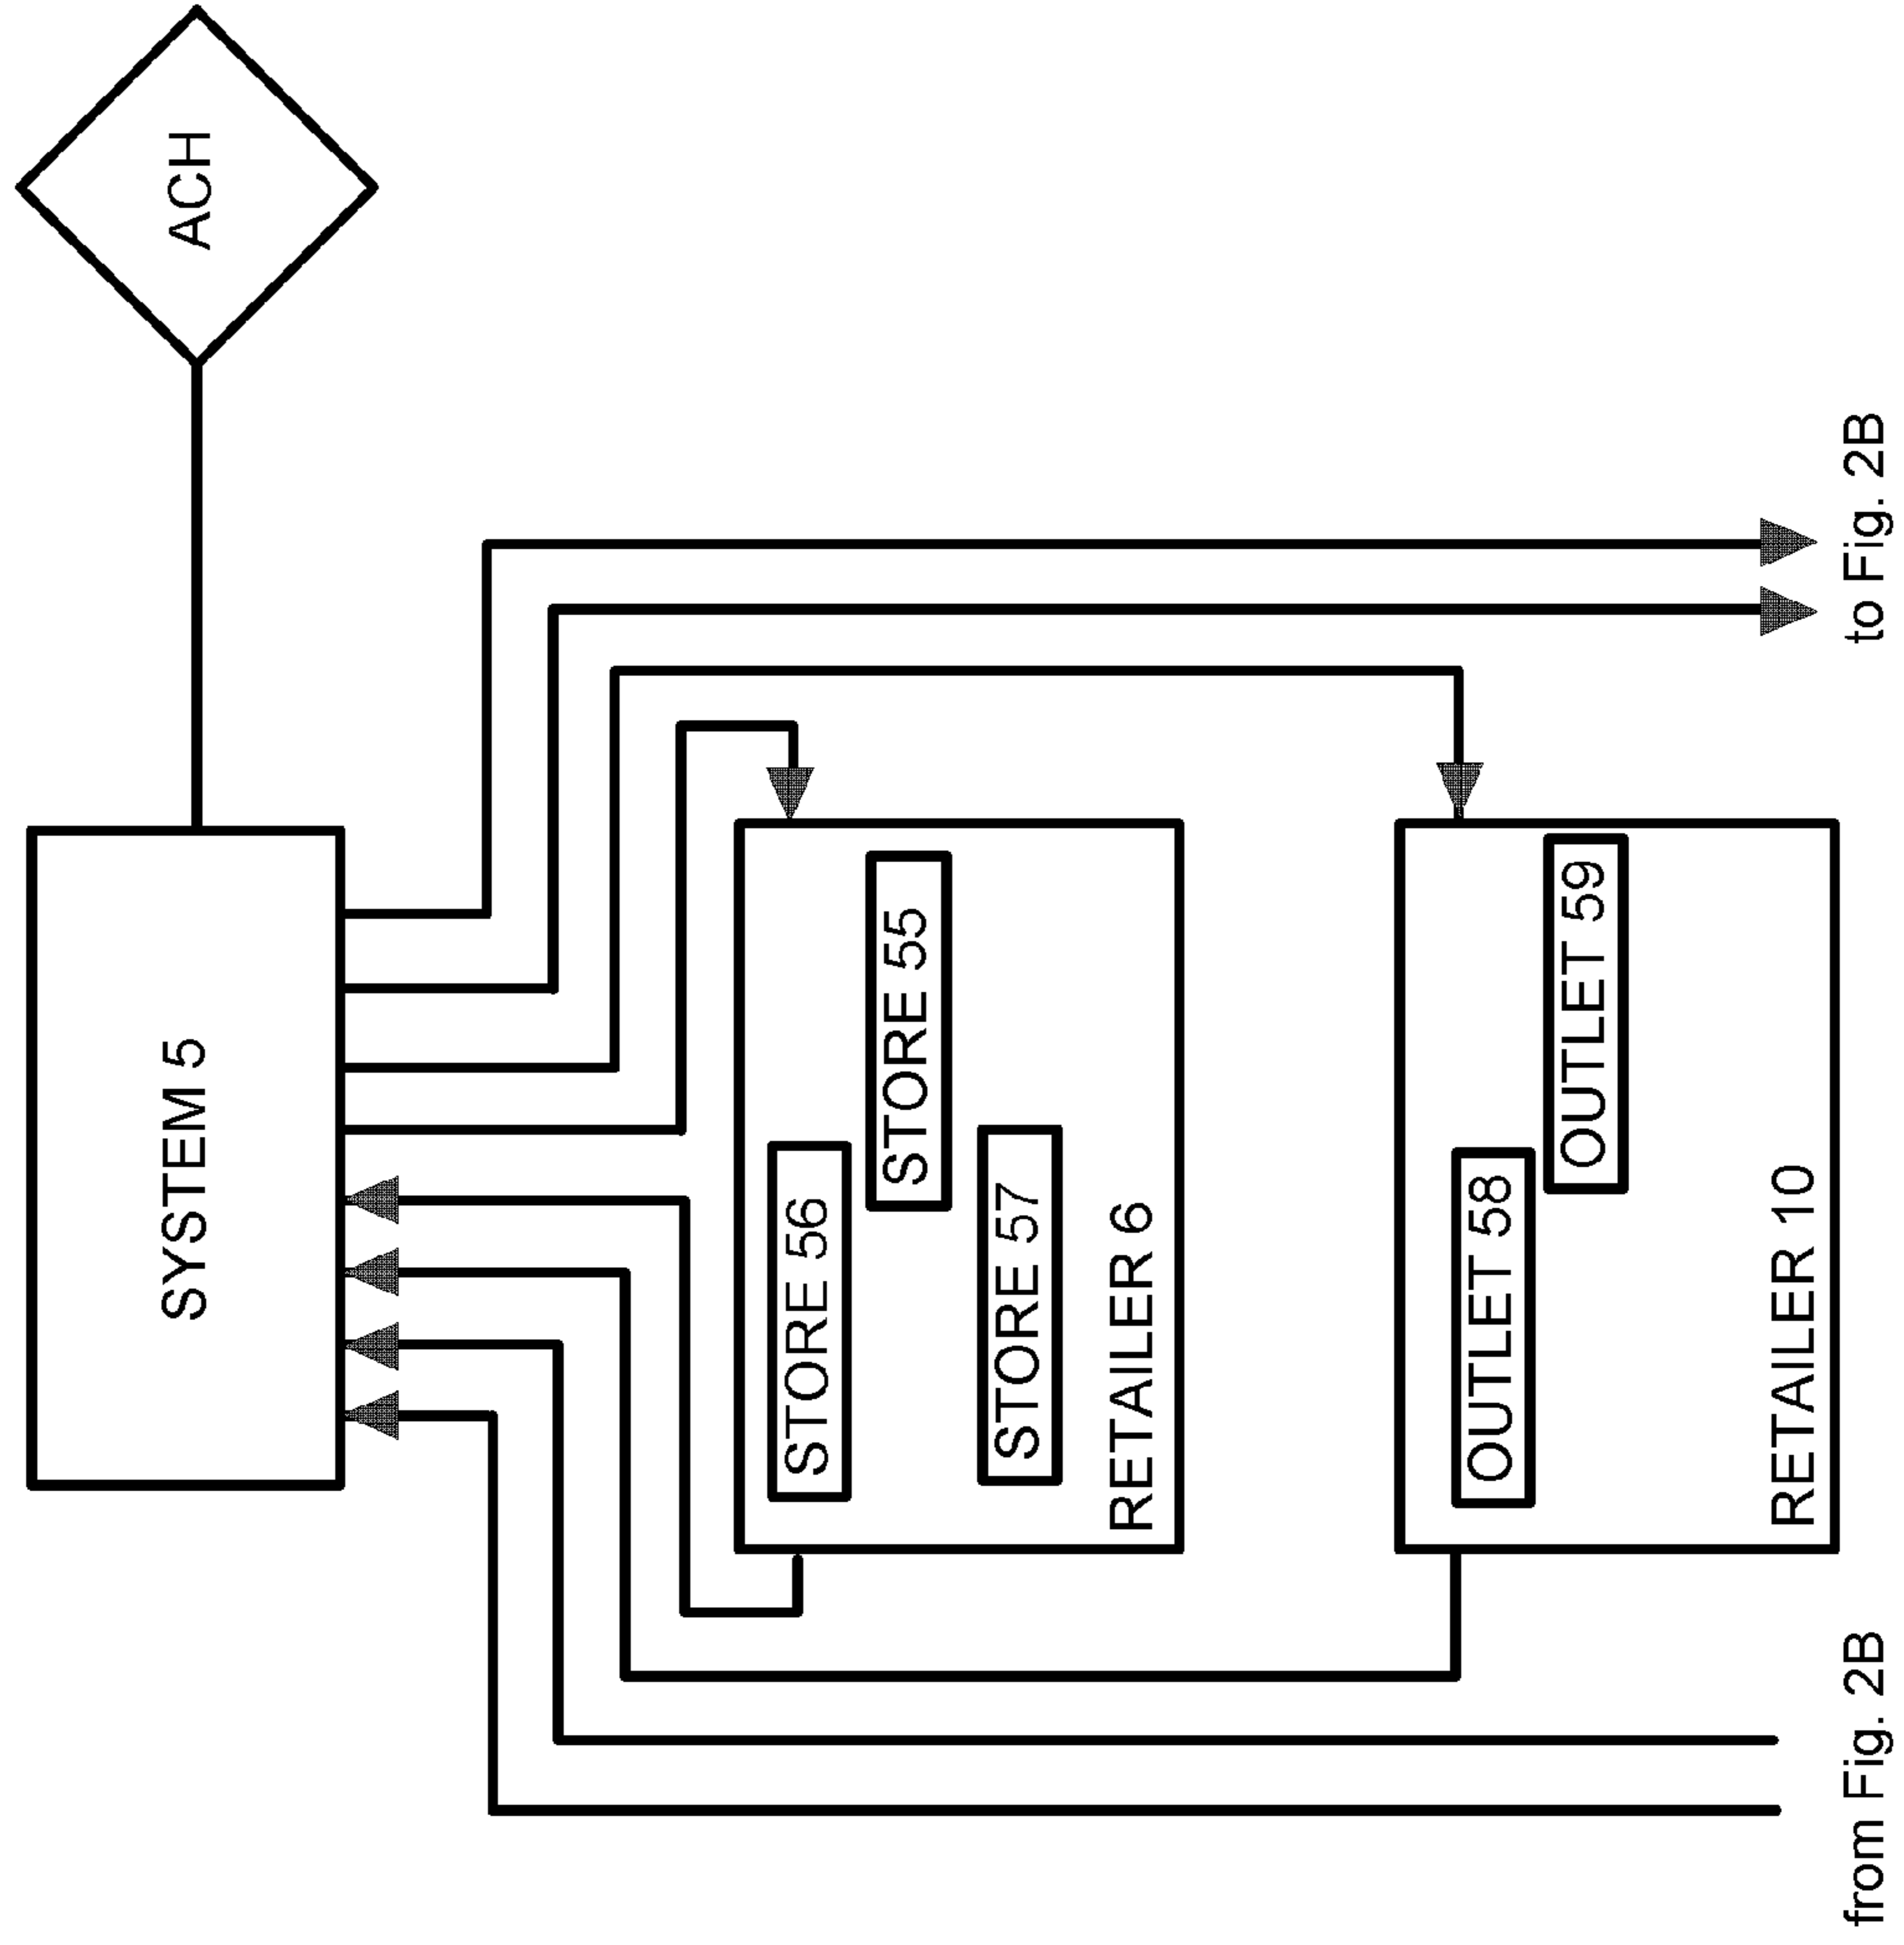 ACH
SYSTEM 5
STORE 56
STORE 55
STORE 57
RETAILER 6
OUTLET 58
OUTLET 59
RETAILER 10
from Fig. 2B
to Fig. 2B